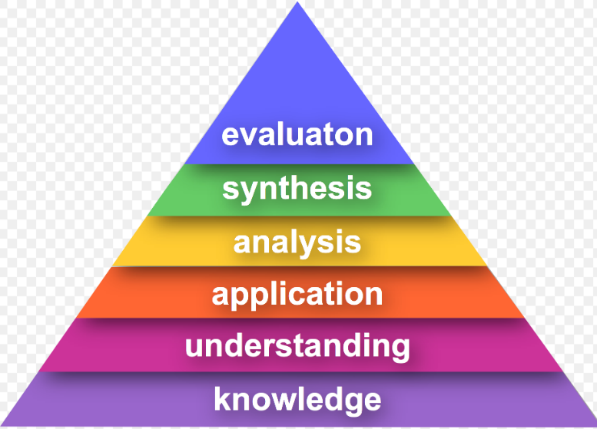 evaluaton
synthesis
analysis
application
understanding
knowledge